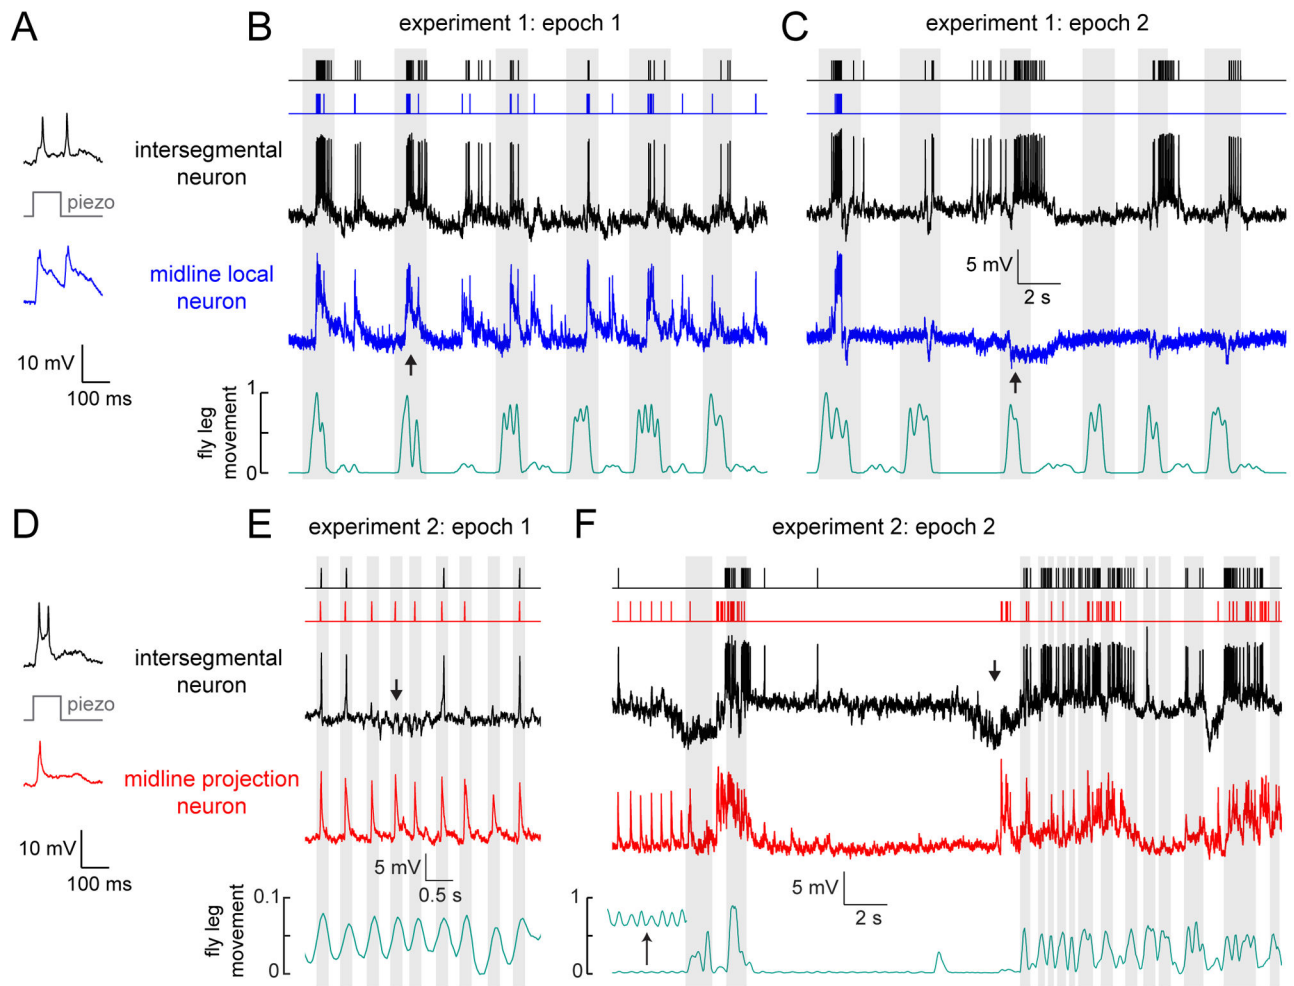 A
B
experiment 1: epoch 1
C
experiment 1: epoch 2
intersegmental
neuron
piezo
midline local
neuron
10 mV
100 ms
5 mV
2 s
fly leg
movement
1
0
D
E
experiment 2: epoch 1
F
experiment 2: epoch 2
intersegmental
neuron
piezo
midline projection
neuron
10 mV
100 ms
5 mV
0.5 s
5 mV
2 s
fly leg
movement
0.1
0
1
0